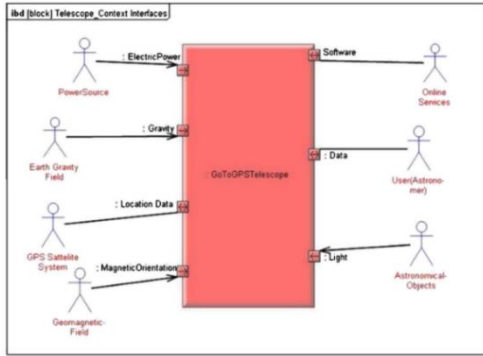 ibd [block] Telescope_Context Interfaces
: ElectricPower
PowerSource
: Gravity
Earth Gravity
Field
: Location Data
GPS Sattelite
System
: MagneticOrientation
Geomagnetic-
Field
: GoToGPSTelescope
Software
Online
Services
: Data
User(Astrono-
mer)
: Light
Astronomical-
Objects